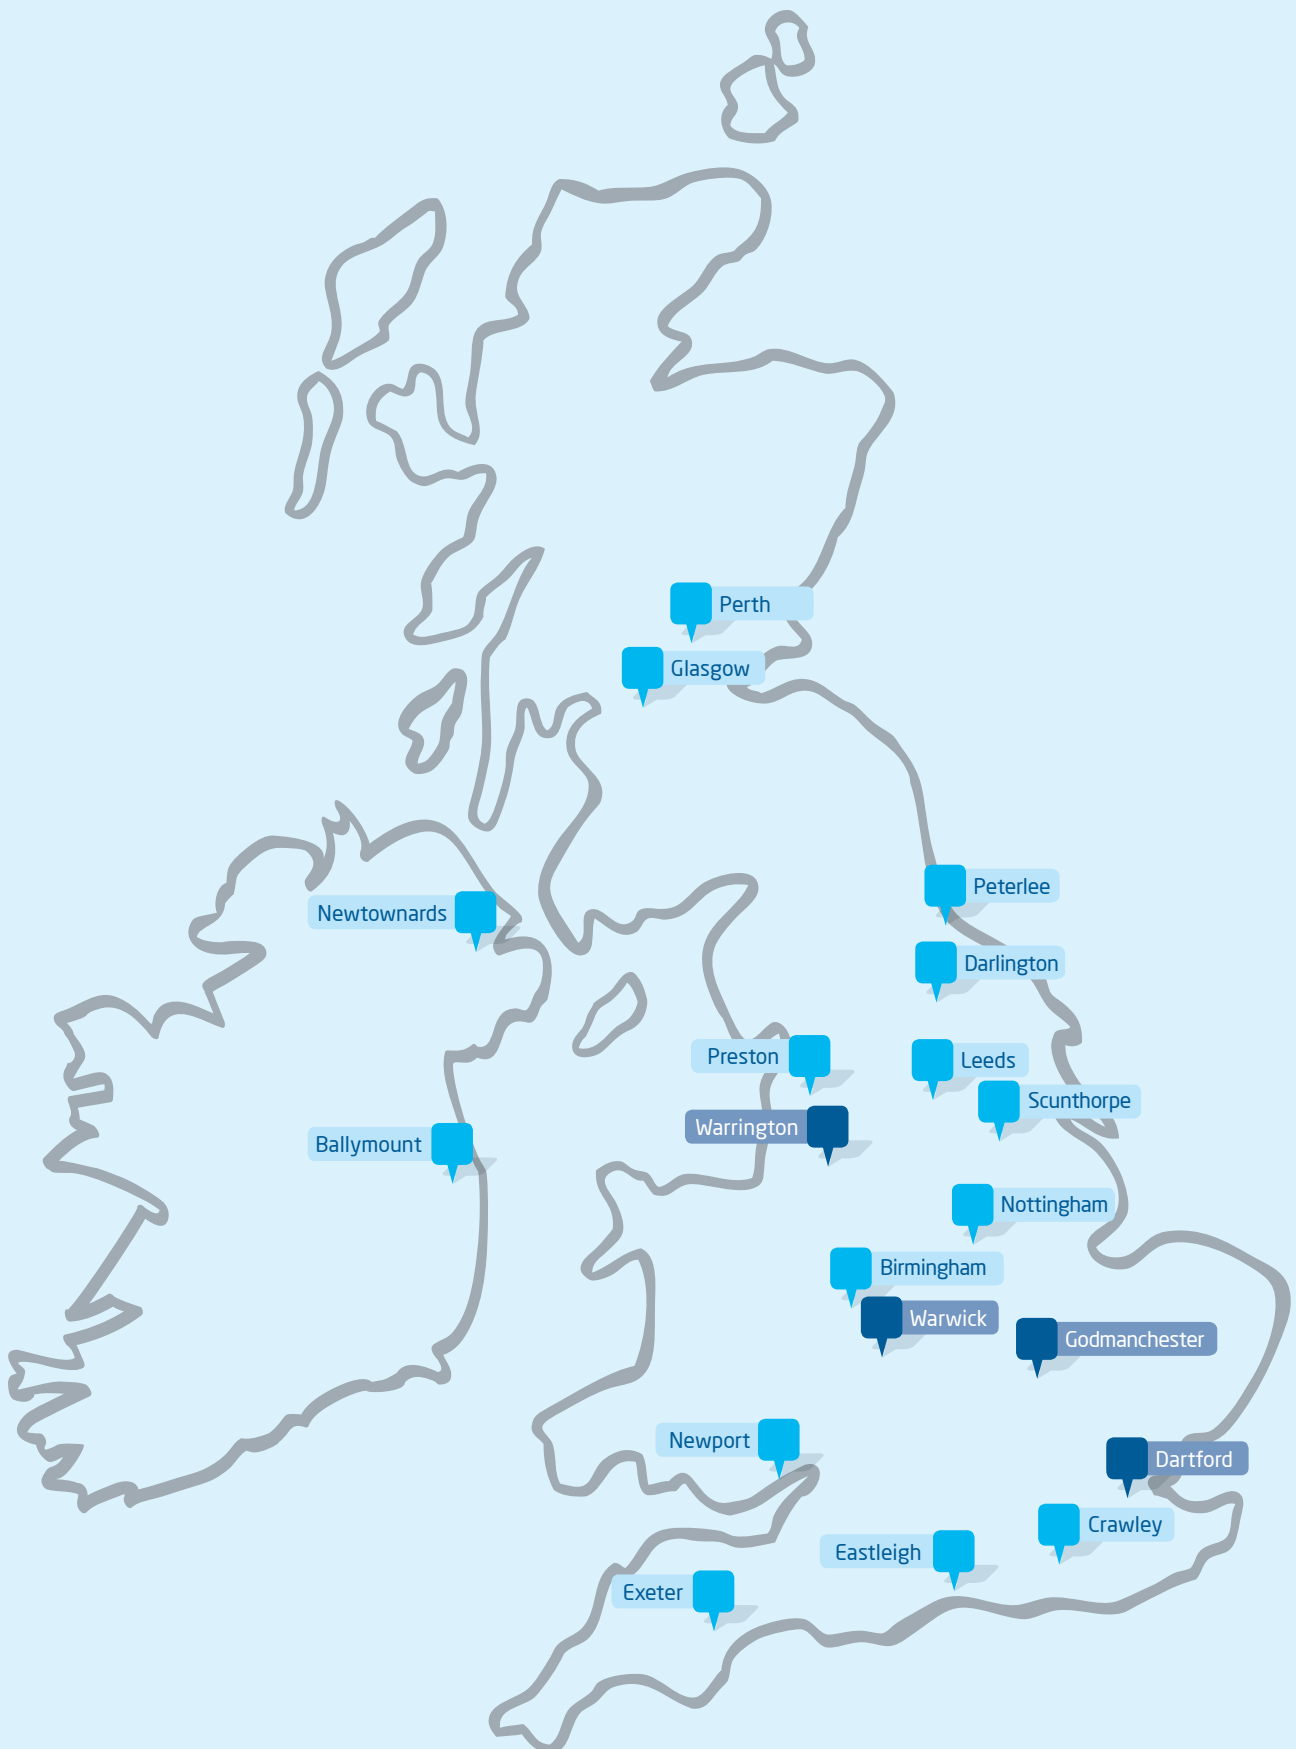 Perth
Glasgow
Peterlee
Newtownards
Darlington
Preston
Leeds
Scunthorpe
Warrington
Ballymount
Nottingham
Birmingham
Warwick
Godmanchester
Newport
Dartford
Crawley
Eastleigh
Exeter